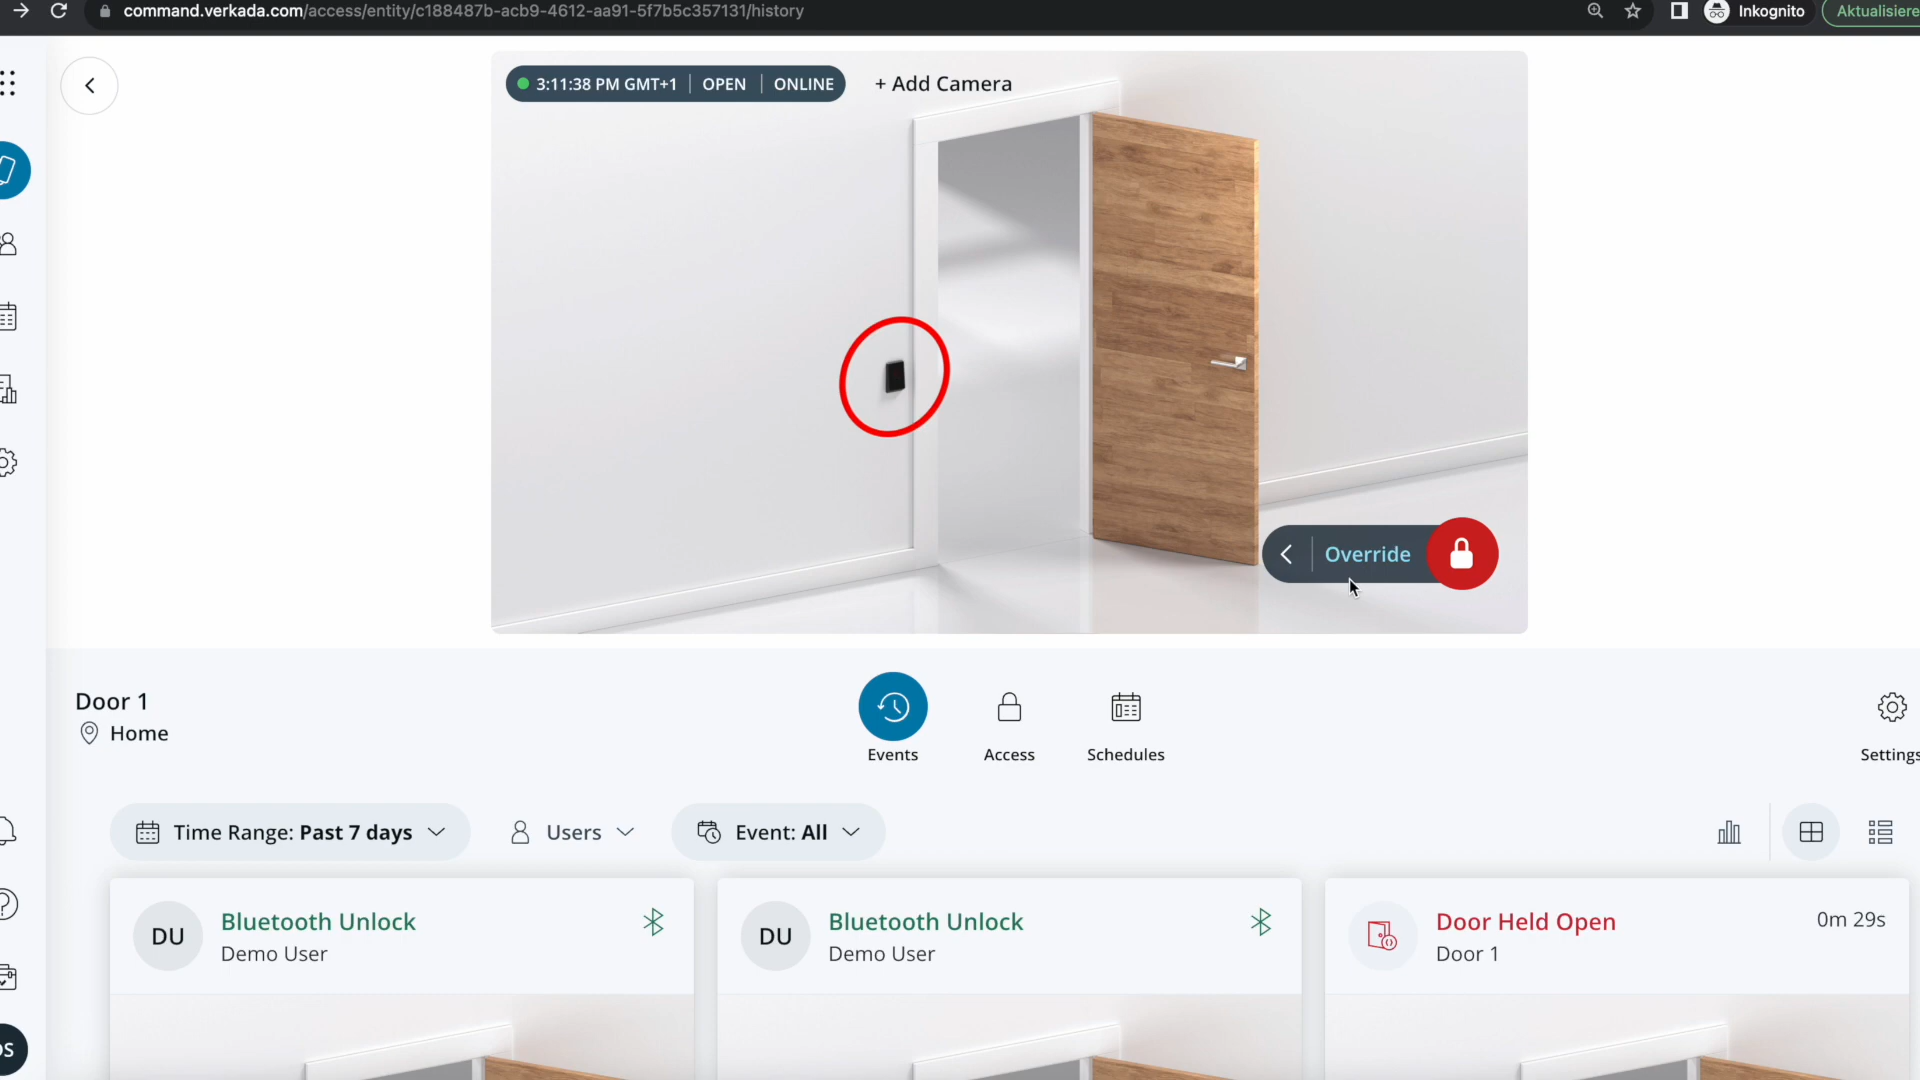 command.verkada.com/access/entity/c188487b-acb9-4612-aa91-5f7b5c357131/history
Inkognito
Aktualisiere
3:11:38 PM GMT+1 | OPEN | ONLINE
+ Add Camera
Override
Door 1
Home
Events
Access
Schedules
Settings
Time Range: Past 7 days
Users
Event: All
DU
Bluetooth Unlock
Demo User
DU
Bluetooth Unlock
Demo User
Door Held Open
0m 29s
Door 1